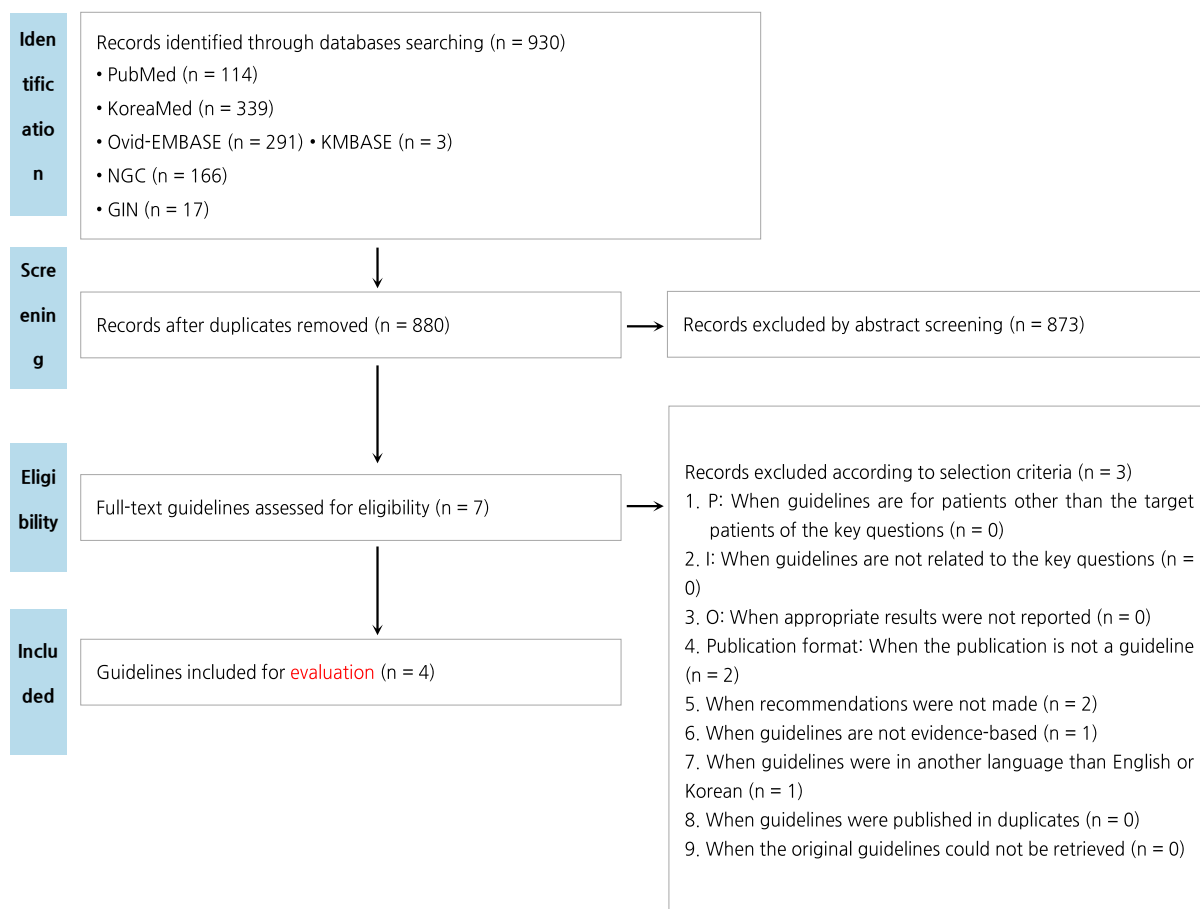 Iden
tific
atio
n
Records identified through databases searching (n = 930)
• PubMed (n = 114)
• KoreaMed (n = 339)
• Ovid-EMBASE (n = 291) • KMBASE (n = 3)
• NGC (n = 166)
• GIN (n = 17)
Scre
enin
g
Records after duplicates removed (n = 880)
Records excluded by abstract screening (n = 873)
Eligi
bility
Full-text guidelines assessed for eligibility (n = 7)
Records excluded according to selection criteria (n = 3)
1. P: When guidelines are for patients other than the target
patients of the key questions (n = 0)
2. I: When guidelines are not related to the key questions (n =
0)
3. O: When appropriate results were not reported (n = 0)
4. Publication format: When the publication is not a guideline
(n = 2)
5. When recommendations were not made (n = 2)
6. When guidelines are not evidence-based (n = 1)
7. When guidelines were in another language than English or
Korean (n = 1)
8. When guidelines were published in duplicates (n = 0)
9. When the original guidelines could not be retrieved (n = 0)
Inclu
ded
Guidelines included for evaluation (n = 4)